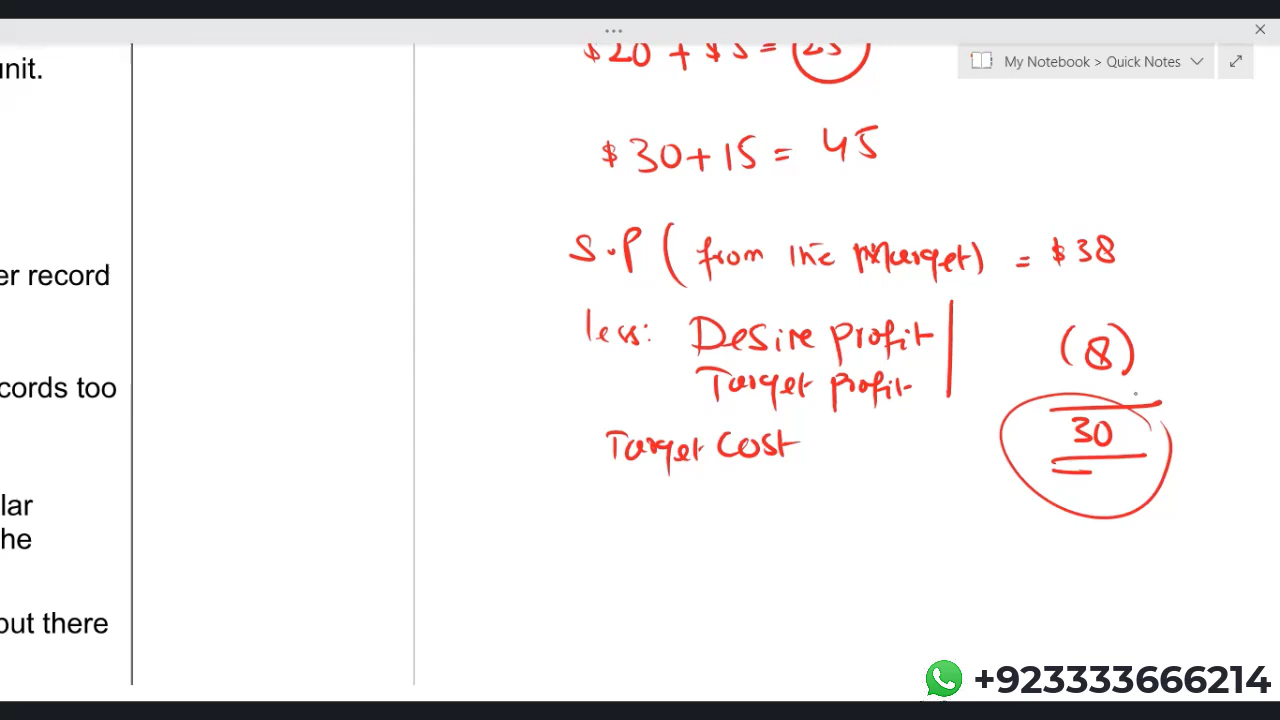 $20 + $5 = 25
unit.
My Notebook > Quick Notes
$30 + 15 = 45
S.P (from the Marget) = $38
er record
less: Desire profit (8)
Target profit
cords too
Target Cost 30
lar
he
out there
+923333666214